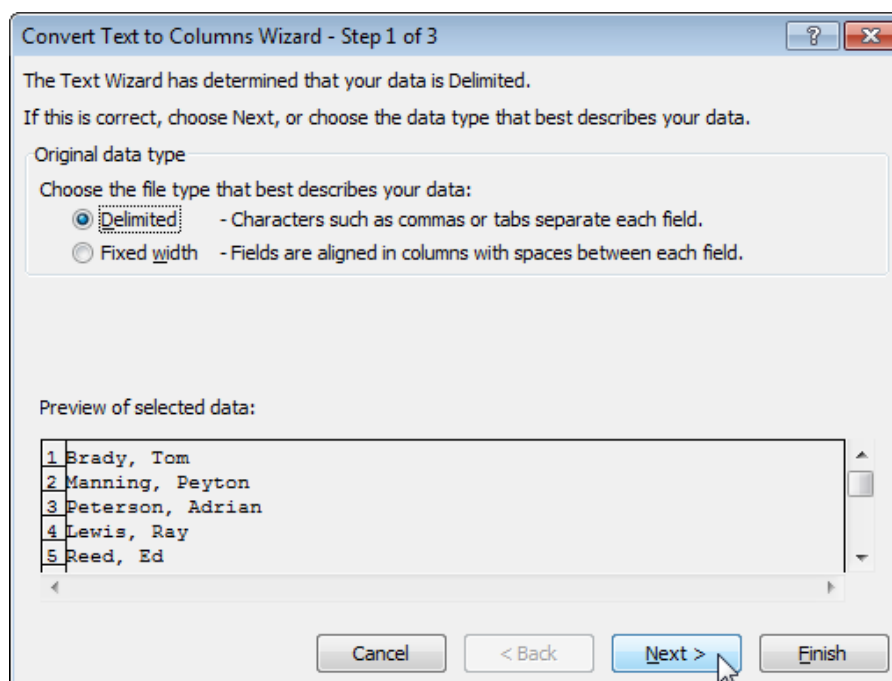 Convert Text to Columns Wizard - Step 1 of 3
The Text Wizard has determined that your data is Delimited.
If this is correct, choose Next, or choose the data type that best describes your data.
Original data type
Choose the file type that best describes your data:
Delimited - Characters such as commas or tabs separate each field.
Fixed width - Fields are aligned in columns with spaces between each field.
Preview of selected data:
1 Brady, Tom
2 Manning, Peyton
3 Peterson, Adrian
4 Lewis, Ray
5 Reed, Ed
Cancel < Back Next > Finish